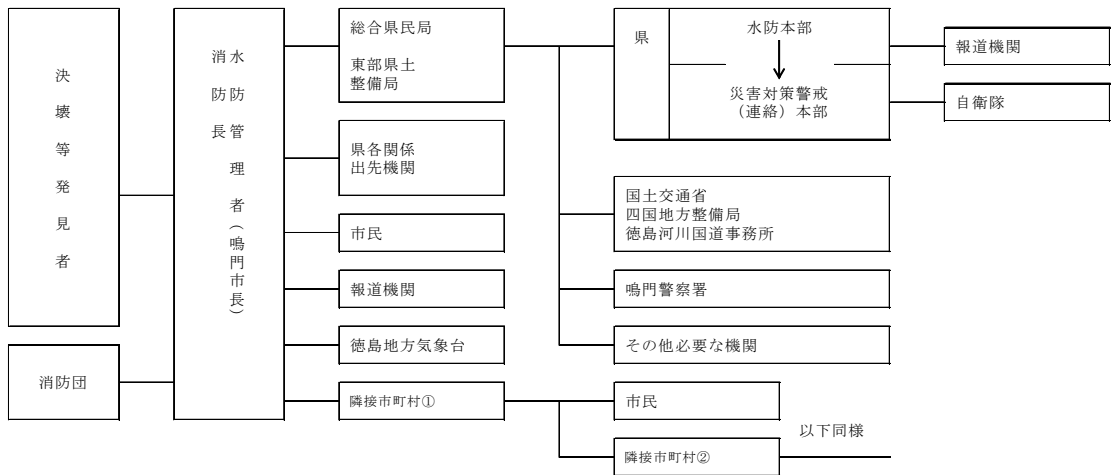 決壊等発見者
消防団
水防管理者(鳴門市長)
消防長
総合県民局
東部県土
整備局
県各関係
出先機関
市民
報道機関
徳島地方気象台
隣接市町村①
県
水防本部
災害対策警戒
(連絡)本部
国土交通省
四国地方整備局
徳島河川国道事務所
鳴門警察署
その他必要な機関
市民
隣接市町村②
以下同様
報道機関
自衛隊